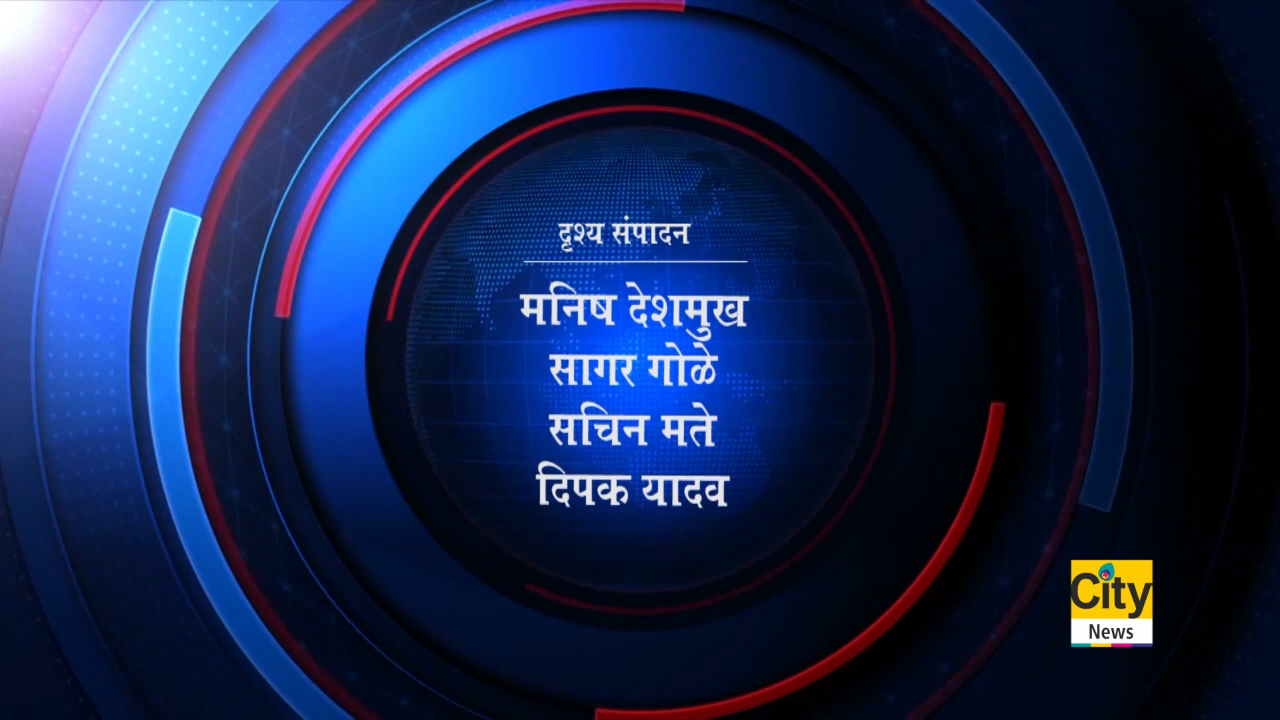 दृश्य संपादन
मनिष देशमुख
सागर गोळे
सचिन मते
दिपक यादव
City
News